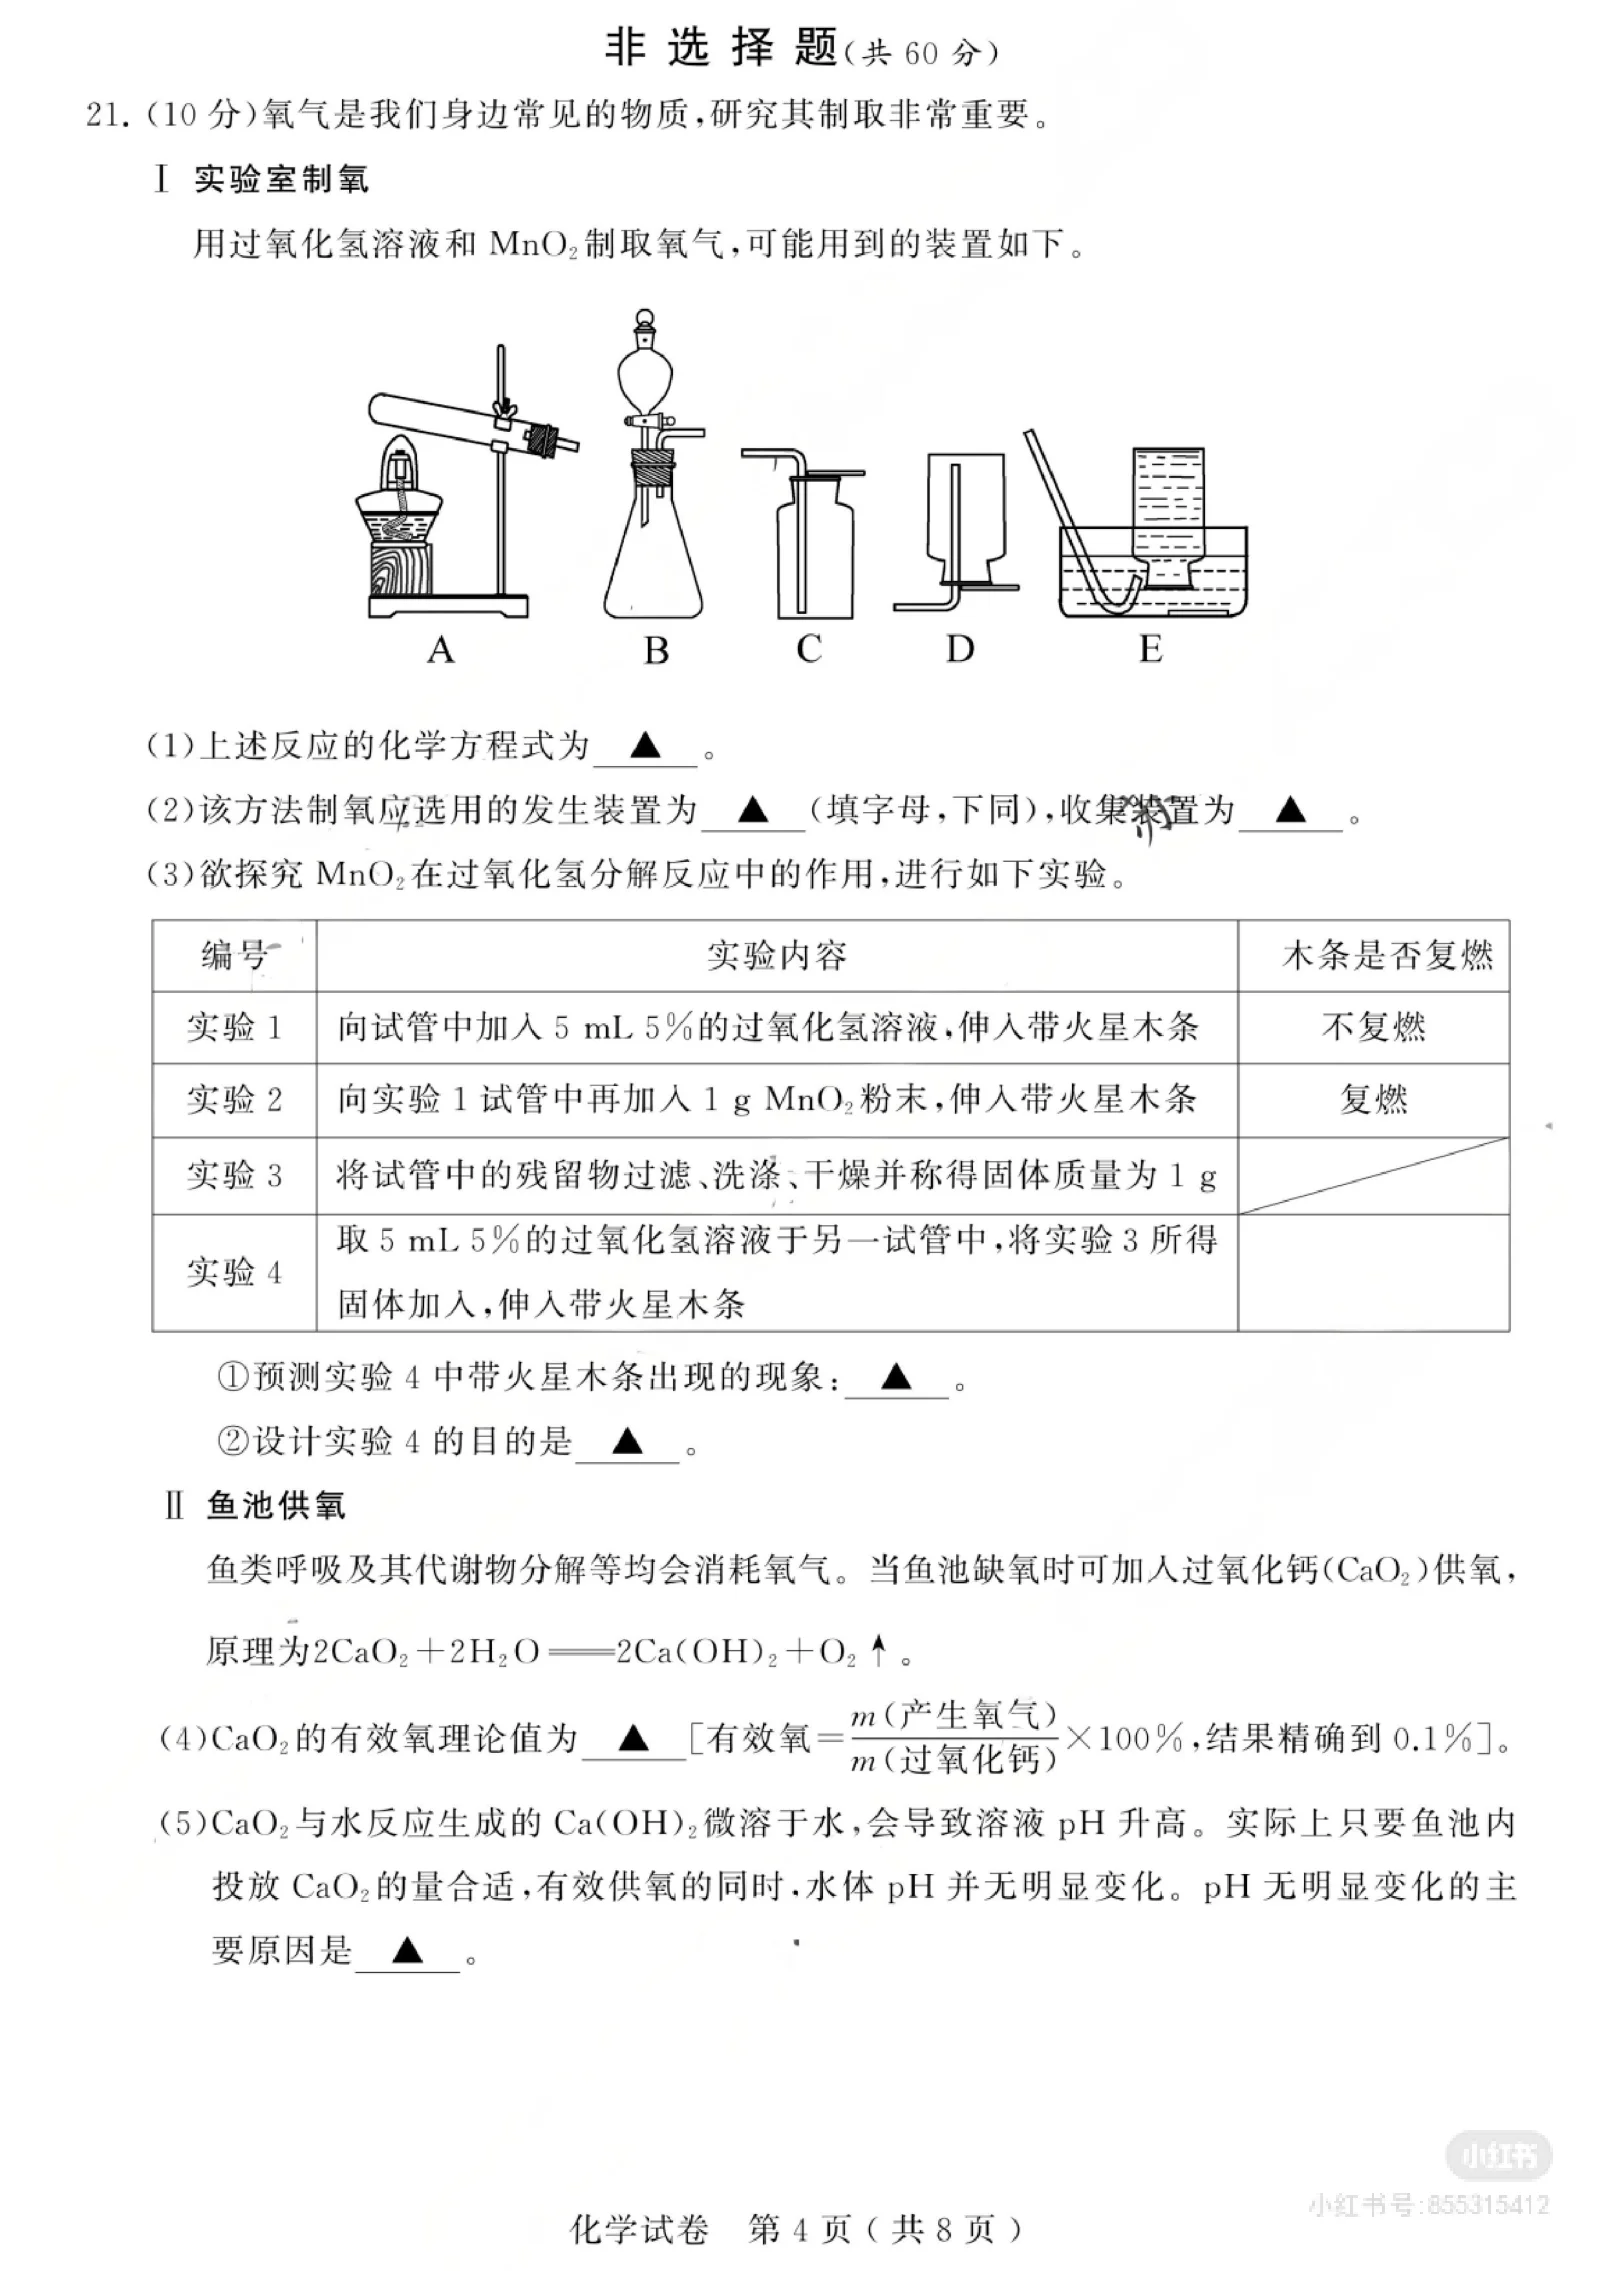 非选择题(共60分)
21.(10分)氧气是我们身边常见的物质,研究其制取非常重要。
Ⅰ 实验室制氧
用过氧化氢溶液和MnO₂制取氧气,可能用到的装置如下。
A B C D E
(1)上述反应的化学方程式为 ▲ 。
(2)该方法制氧应选用的发生装置为 ▲ (填字母,下同),收集装置为 ▲ 。
(3)欲探究MnO₂在过氧化氢分解反应中的作用,进行如下实验。
编号 实验内容 木条是否复燃
实验1 向试管中加入5 mL 5%的过氧化氢溶液,伸入带火星木条 不复燃
实验2 向实验1试管中再加入1 g MnO₂粉末,伸入带火星木条 复燃
实验3 将试管中的残留物过滤、洗涤、干燥并称得固体质量为1 g
实验4 取5 mL 5%的过氧化氢溶液于另一试管中,将实验3所得
固体加入,伸入带火星木条
①预测实验4中带火星木条出现的现象: ▲ 。
②设计实验4的目的是 ▲ 。
Ⅱ 鱼池供氧
鱼类呼吸及其代谢物分解等均会消耗氧气。当鱼池缺氧时可加入过氧化钙(CaO₂)供氧,
原理为2CaO₂+2H₂O══2Ca(OH)₂+O₂↑。
(4)CaO₂的有效氧理论值为 ▲ [有效氧=m(产生氧气)/m(过氧化钙)×100%,结果精确到0.1%]。
(5)CaO₂与水反应生成的Ca(OH)₂微溶于水,会导致溶液pH升高。实际上只要鱼池内
投放CaO₂的量合适,有效供氧的同时,水体pH并无明显变化。pH无明显变化的主
要原因是 ▲ 。
小红书
小红书号:855315412
化学试卷 第4页(共8页)